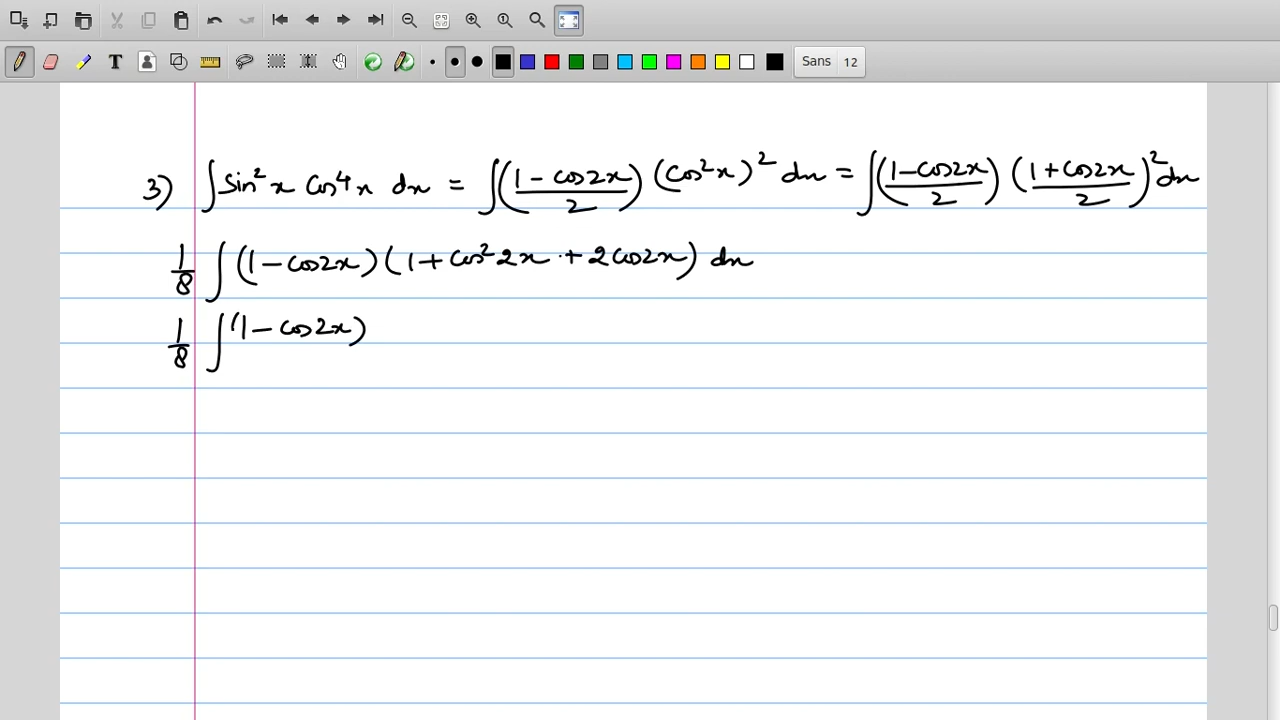 Sans 12
3) ∫ sin² x cos⁴x dx = ∫ ((1 - cos2x)/2) (cos²x)² dx = ∫ ((1-cos2x)/2) ((1+cos2x)/2)² dx
1/8 ∫ (1-cos2x) (1+cos²2x + 2cos2x) dx
1/8 ∫ (1-cos2x)